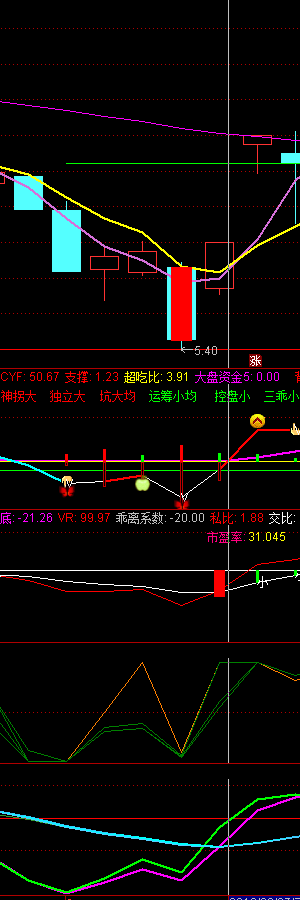 5.40
涨
CYF: 50.67 支撑: 1.23 超吃比: 3.91 大盘资金5: 0.00
神拐大 独立大 坑大均 运筹小均 控盘小 三乖小
底: -21.26 VR: 99.97 乖离系数: -20.00 私比: 1.88 交比:
市盈率: 31.045
小